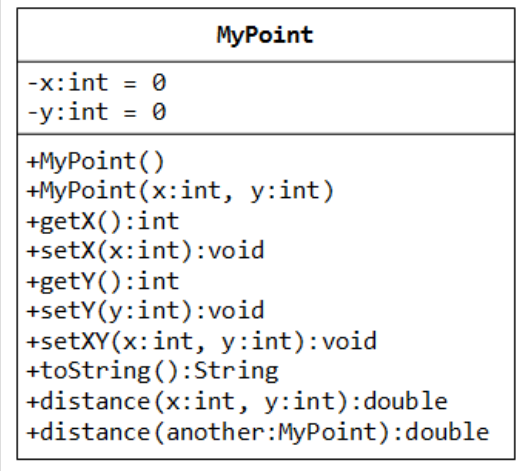 MyPoint
-x:int = 0
-y:int = 0
+MyPoint()
+MyPoint(x:int, y:int)
+getX():int
+setX(x:int):void
+getY():int
+setY(y:int):void
+setXY(x:int, y:int):void
+toString():String
+distance(x:int, y:int):double
+distance(another:MyPoint):double